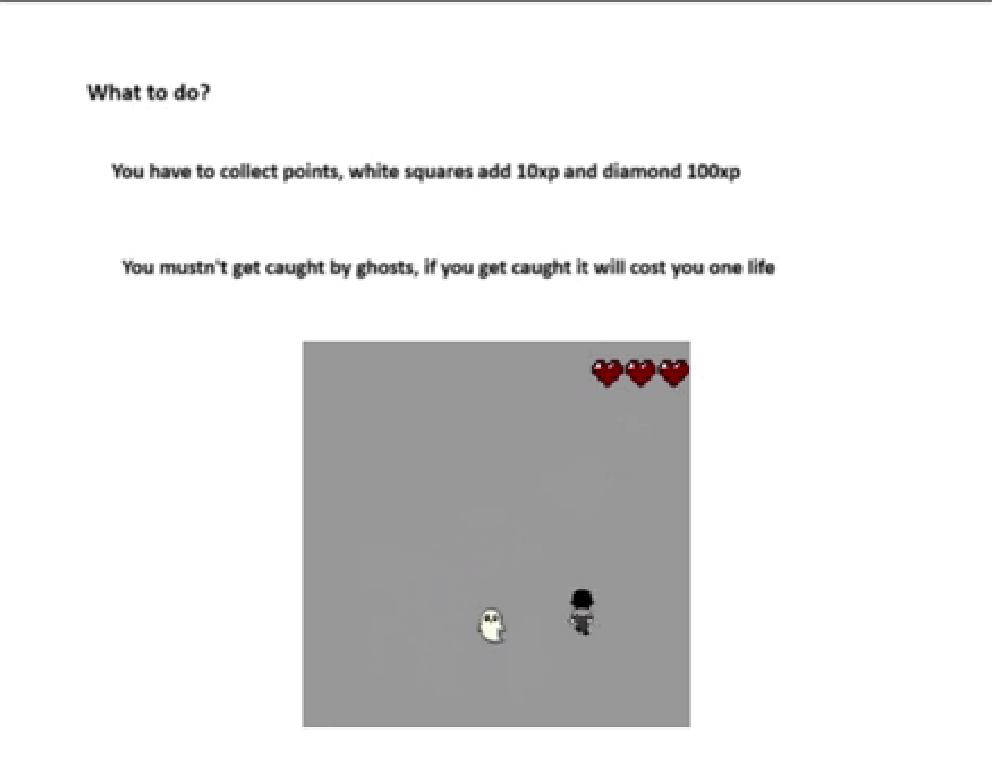 What to do?
You have to collect points, white squares add 10xp and diamond 100xp
You mustn't get caught by ghosts, if you get caught it will cost you one life